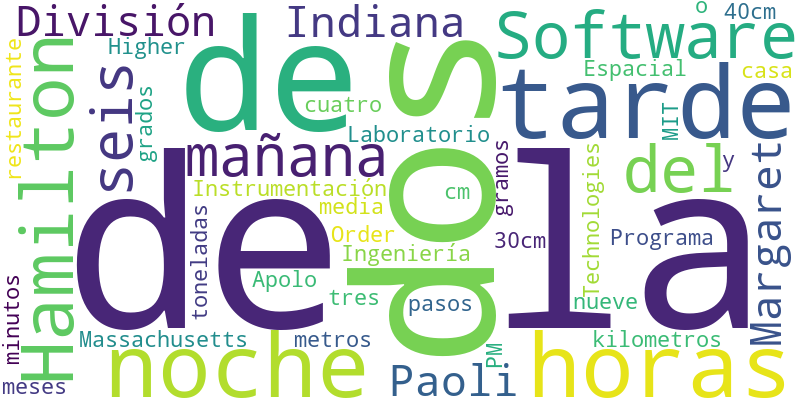 División
Indiana
Software
o
40cm
Higher
Espacial
casa
restaurante
Hamilton
grados
seis
de
cuatro
dos
tarde
Laboratorio
MIT
mañana
gramos
Instrumentación
cm
media
toneladas
Order
Ingeniería
30cm
Technologies
del
y
Margaret
Programa
de
la
Apolo
tres
pasos
nueve
minutos
Massachusetts
metros
PM
kilometros
meses
noche
Paoli
horas